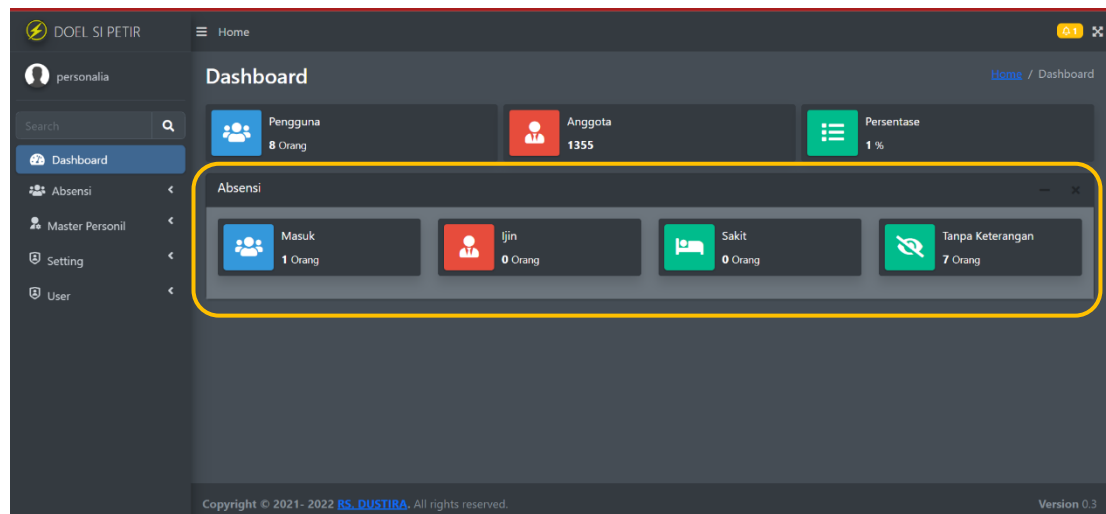 DOEL SI PETIR
Home
1
personalia
Dashboard
Home / Dashboard
Search
Pengguna
8 Orang
Anggota
1355
Persentase
1 %
Dashboard
Absensi
Master Personil
Setting
User
Absensi
Masuk
1 Orang
Ijin
0 Orang
Sakit
0 Orang
Tanpa Keterangan
7 Orang
Copyright © 2021- 2022 RS. DUSTIRA. All rights reserved.
Version 0.3